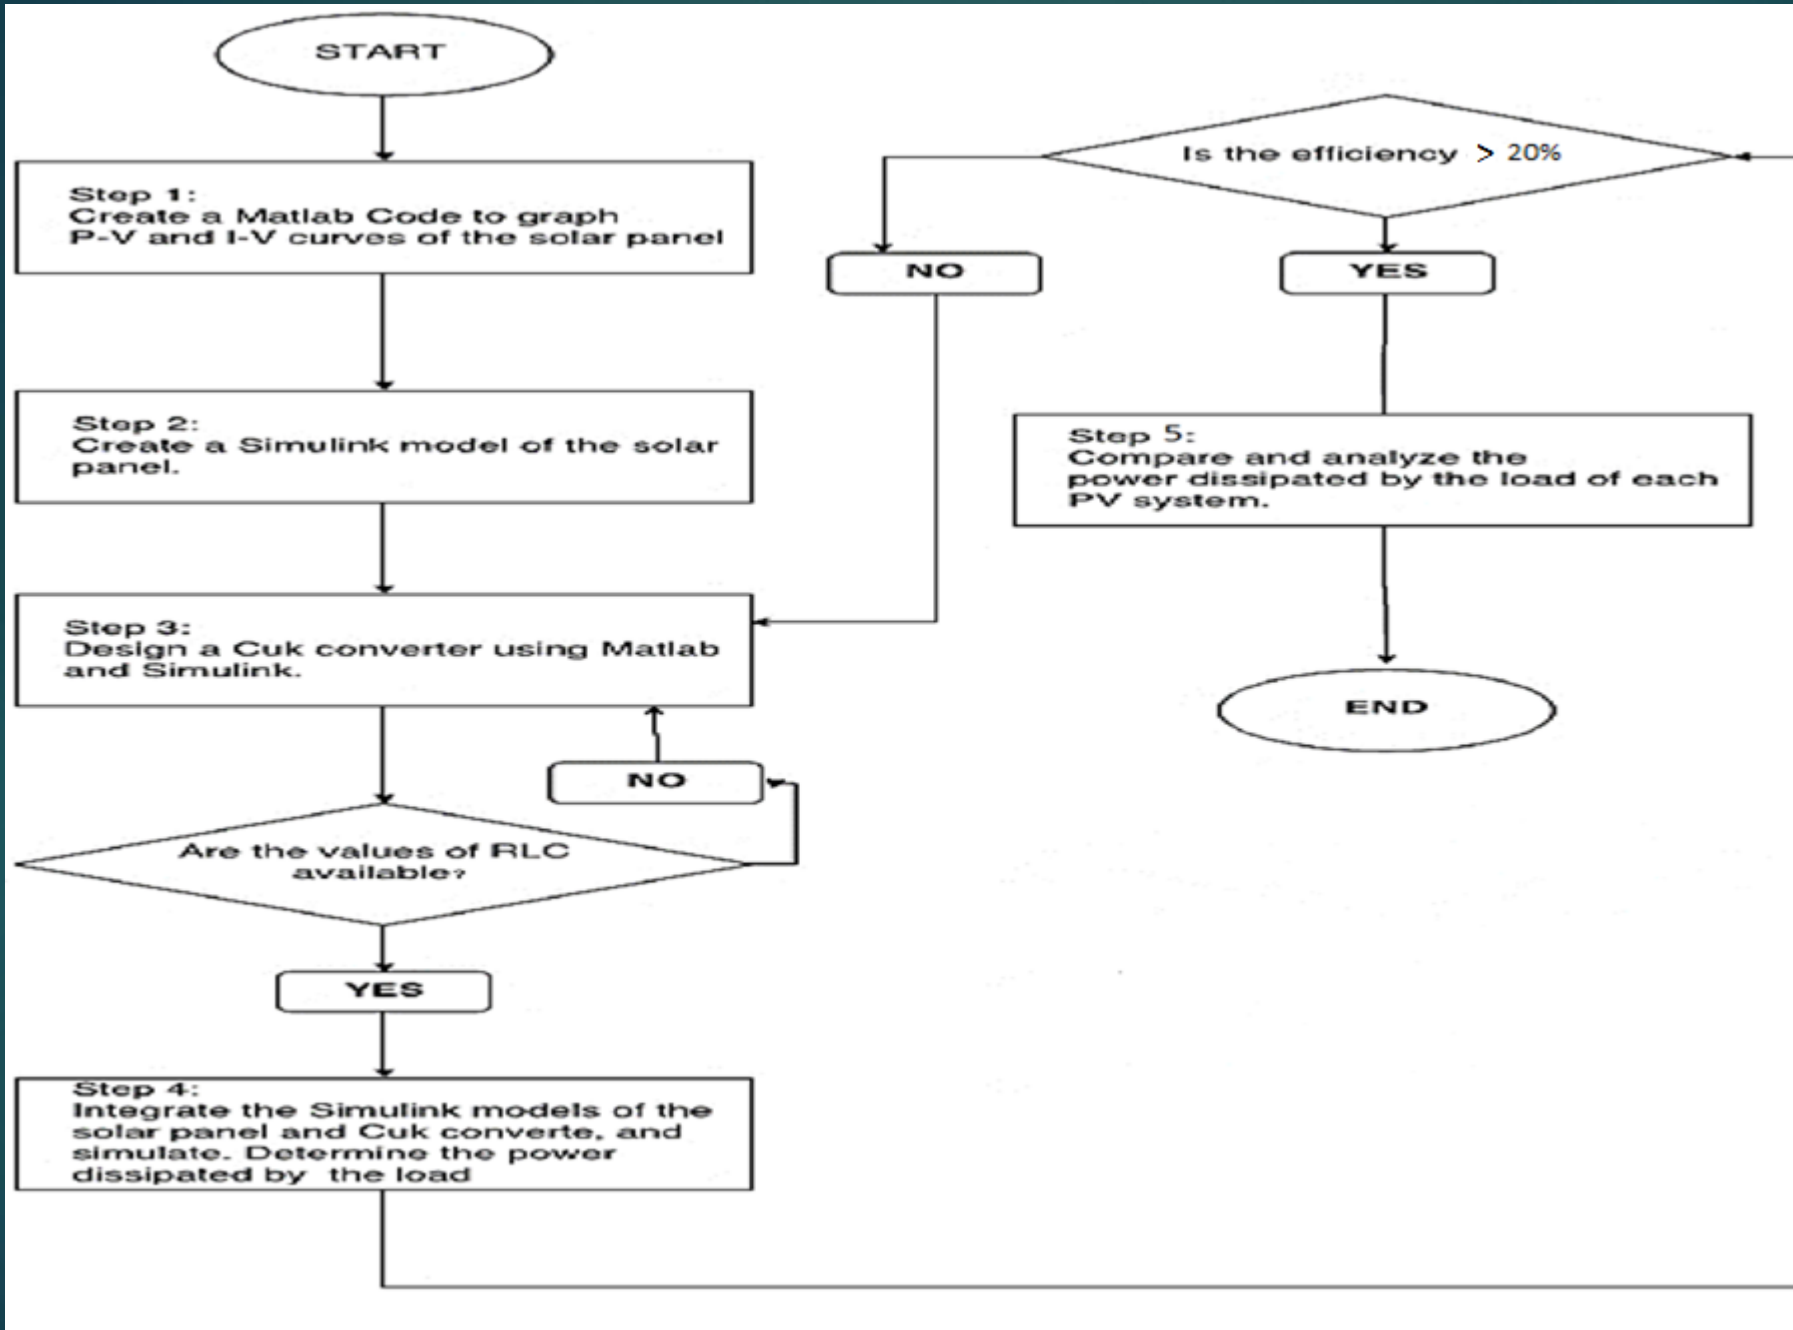 START
Step 1:
Create a Matlab Code to graph
P-V and I-V curves of the solar panel
Step 2:
Create a Simulink model of the solar
panel.
Step 3:
Design a Cuk converter using Matlab
and Simulink.
NO
Are the values of RLC
available?
YES
Step 4:
Integrate the Simulink models of the
solar panel and Cuk converte, and
simulate. Determine the power
dissipated by the load
Is the efficiency > 20%
NO
YES
Step 5:
Compare and analyze the
power dissipated by the load of each
PV system.
END